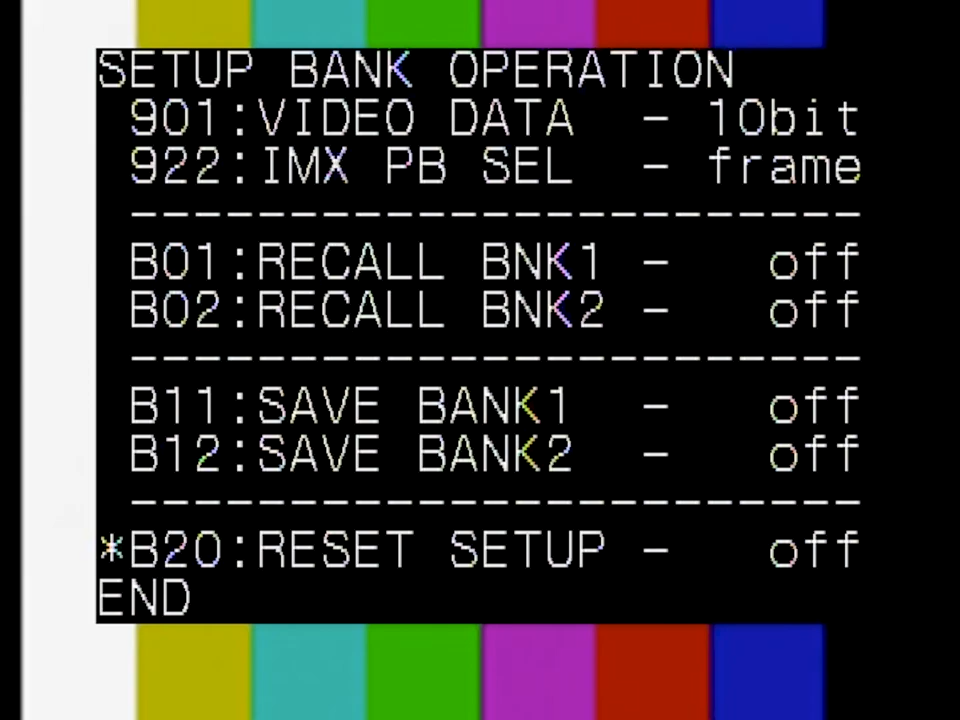 SETUP BANK OPERATION
901:VIDEO DATA - 10bit
922:IMX PB SEL - frame
-----------------------
B01:RECALL BNK1 - off
B02:RECALL BNK2 - off
-----------------------
B11:SAVE BANK1 - off
B12:SAVE BANK2 - off
-----------------------
*B20:RESET SETUP - off
END